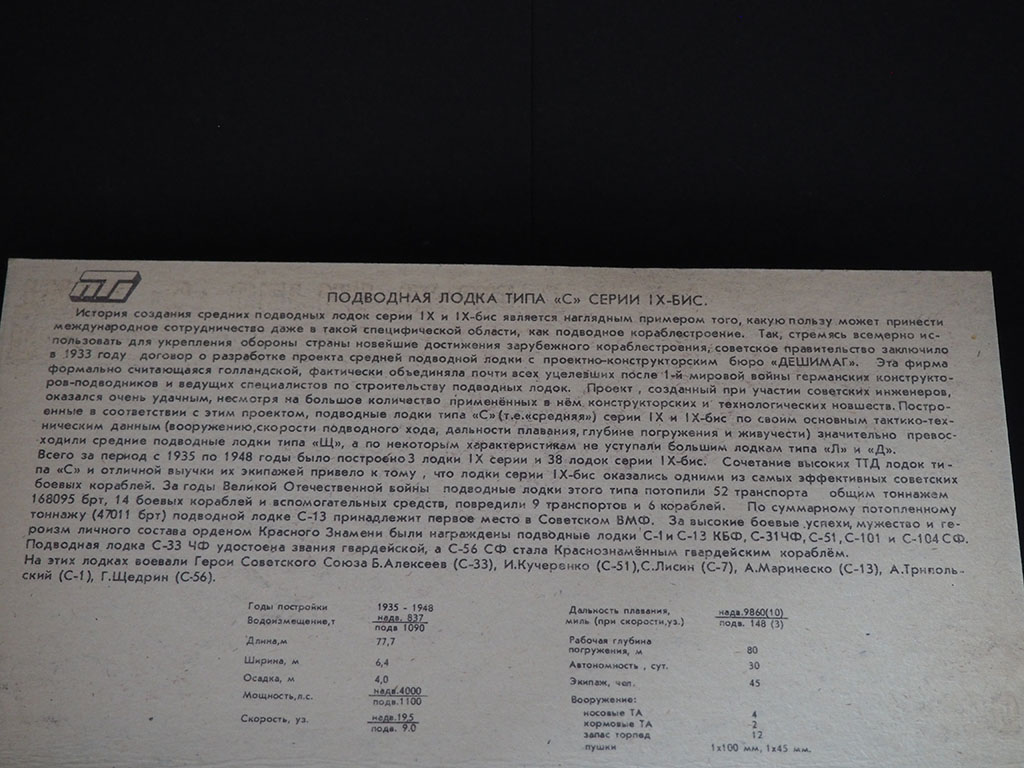 ПТС
ПОДВОДНАЯ ЛОДКА ТИПА «С» СЕРИИ IX-БИС.
История создания средних подводных лодок серии IX и IX-бис является наглядным примером того, какую пользу может принести
международное сотрудничество даже в такой специфической области, как подводное кораблестроение. Так, стремясь всемерно ис-
пользовать для укрепления обороны страны новейшие достижения зарубежного кораблестроения, советское правительство заключило
в 1933 году договор о разработке проекта средней подводной лодки с проектно-конструкторским бюро «ДЕШИМАГ». Эта фирма
формально считающаяся голландской, фактически объединяла почти всех уцелевших после 1-й мировой войны германских конструкто-
ров-подводников и ведущих специалистов по строительству подводных лодок. Проект, созданный при участии советских инженеров,
оказался очень удачным, несмотря на большое количество применённых в нём конструкторских и технологических новшеств. Постро-
енные в соответствии с этим проектом, подводные лодки типа «С» (т.е.«средняя») серии IX и IX-бис по своим основным тактико-тех-
ническим данным (вооружению,скорости подводного хода, дальности плавания, глубине погружения и живучести) значительно превос-
ходили средние подводные лодки типа «Щ», а по некоторым характеристикам не уступали большим лодкам типа «Л» и «Д».
Всего за период с 1935 по 1948 годы было построено 3 лодки IX серии и 38 лодок серии IX-бис. Сочетание высоких ТТД лодок ти-
па «С» и отличной выучки их экипажей привело к тому , что лодки серии IX-бис оказались одними из самых эффективных советских
боевых кораблей. За годы Великой Отечественной войны подводные лодки этого типа потопили 52 транспорта общим тоннажем
168095 брт, 14 боевых кораблей и вспомогательных средств, повредили 9 транспортов и 6 кораблей. По суммарному потопленному
тоннажу (47011 брт) подводной лодке С-13 принадлежит первое место в Советском ВМФ. За высокие боевые успехи, мужество и ге-
роизм личного состава орденом Красного Знамени были награждены подводные лодки С-1 и С-13 КБФ, С-31 ЧФ, С-51, С-101 и С-104 СФ.
Подводная лодка С-33 ЧФ удостоена звания гвардейской, а С-56 СФ стала Краснознамённым гвардейским кораблём.
На этих лодках воевали Герои Советского Союза Б.Алексеев (С-33), И.Кучеренко (С-51),С.Лисин (С-7), А.Маринеско (С-13), А.Триполь-
ский (С-1), Г.Щедрин (С-56).
Годы постройки 1935 - 1948
Водоизмещение,т надв. 837 подв 1090
Длина,м 77,7
Ширина, м 6,4
Осадка, м 4,0
Мощность,л.с. надв.4000 подв.1100
Скорость, уз. надв.19.5 подв. 9.0
Дальность плавания,
миль (при скорости,уз.) надв.9860(10) подв. 148 (3)
Рабочая глубина
погружения, м 80
Автономность , сут. 30
Экипаж, чел. 45
Вооружение:
носовые ТА 4
кормовые ТА 2
запас торпед 12
пушки 1х100 мм, 1х45 мм.